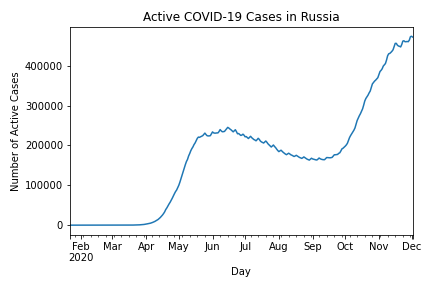 Active COVID-19 Cases in Russia
Number of Active Cases
400000
300000
200000
100000
0
Feb Mar Apr May Jun Jul Aug Sep Oct Nov Dec
2020
Day